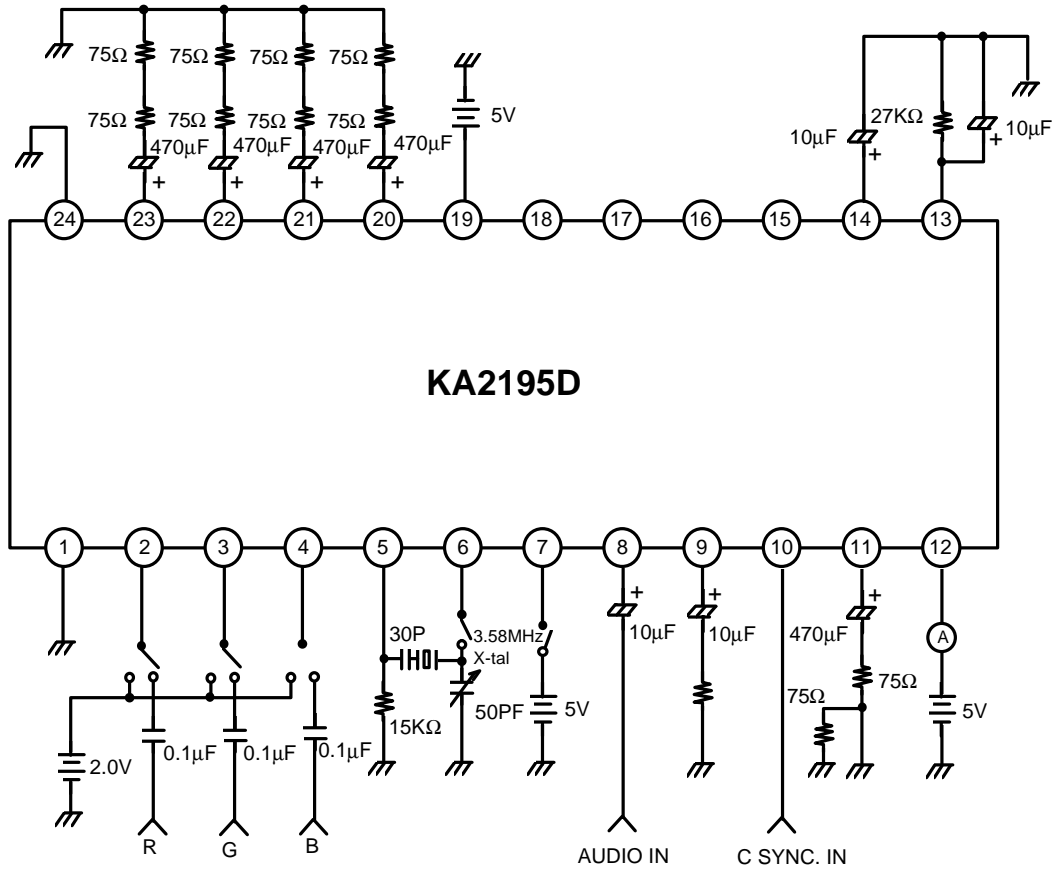 75Ω 75Ω 75Ω 75Ω
75Ω 75Ω 75Ω 75Ω
470μF 470μF 470μF 470μF
+ + + +
5V
10μF 27KΩ 10μF
+ +
24 23 22 21 20 19 18 17 16 15 14 13
KA2195D
1 2 3 4 5 6 7 8 9 10 11 12
+ + +
30P 3.58MHz 10μF 10μF 470μF A
X-tal
15KΩ 50PF 5V 75Ω 75Ω 5V
2.0V 0.1μF 0.1μF 0.1μF
R G B
AUDIO IN C SYNC. IN